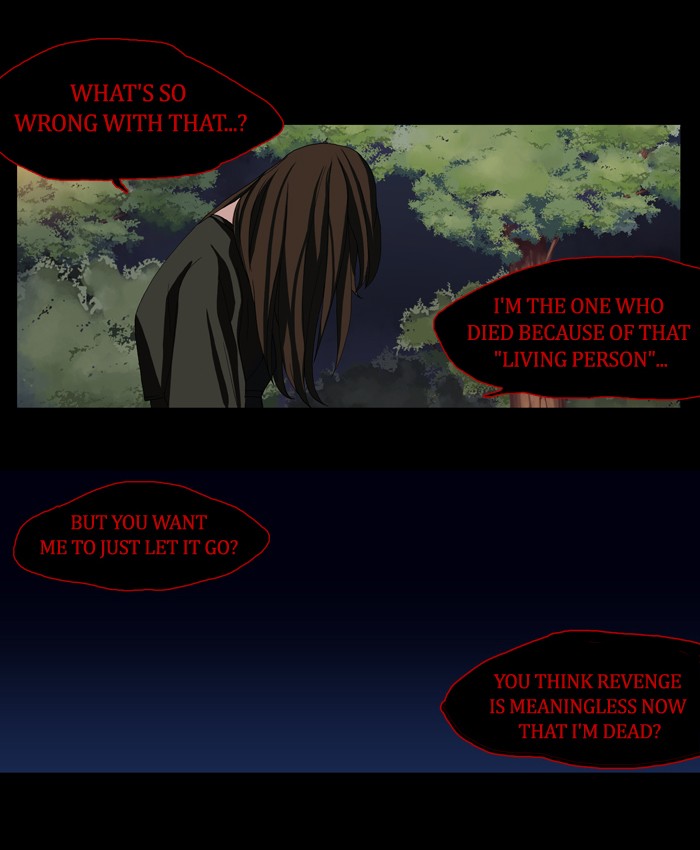 WHAT'S SO
WRONG WITH THAT...?
I'M THE ONE WHO
DIED BECAUSE OF THAT
"LIVING PERSON"...
BUT YOU WANT
ME TO JUST LET IT GO?
YOU THINK REVENGE
IS MEANINGLESS NOW
THAT I'M DEAD?